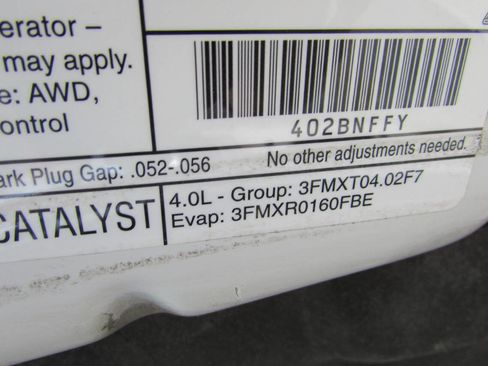 erator –
may apply.
e: AWD,
ontrol
402BNFFY
ark Plug Gap: .052-.056
No other adjustments needed.
CATALYST
4.0L - Group: 3FMXT04.02F7
Evap: 3FMXR0160FBE